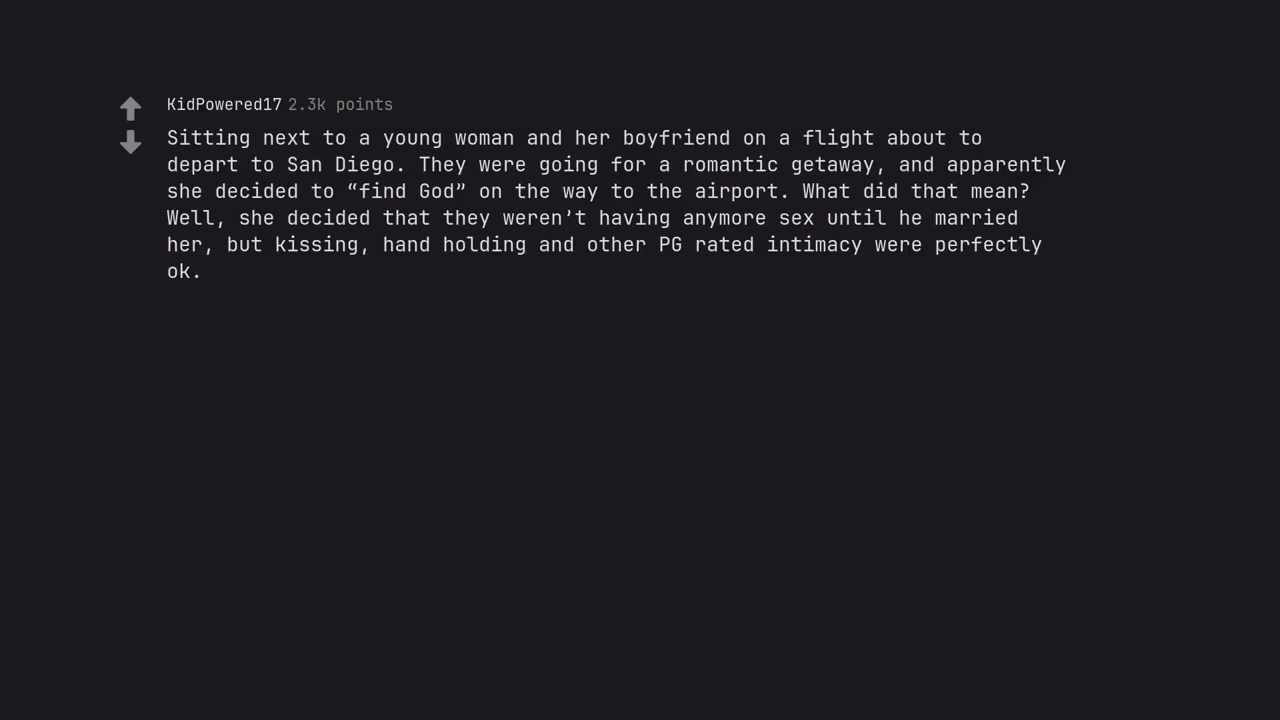 KidPowered17 2.3k points
Sitting next to a young woman and her boyfriend on a flight about to
depart to San Diego. They were going for a romantic getaway, and apparently
she decided to “find God” on the way to the airport. What did that mean?
Well, she decided that they weren’t having anymore sex until he married
her, but kissing, hand holding and other PG rated intimacy were perfectly
ok.